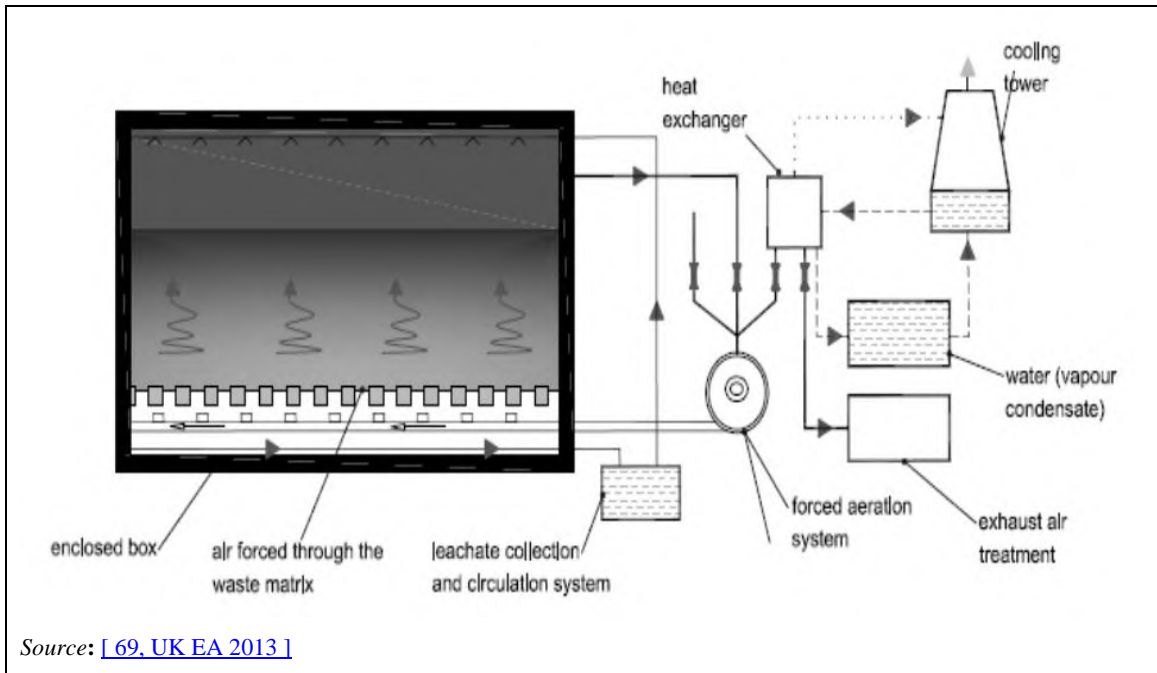 cooling
tower
heat
exchanger
water (vapour
condensate)
enclosed box
air forced through the
waste matrix
leachate collection
and circulation system
forced aeration
system
exhaust air
treatment
Source: [ 69, UK EA 2013 ]